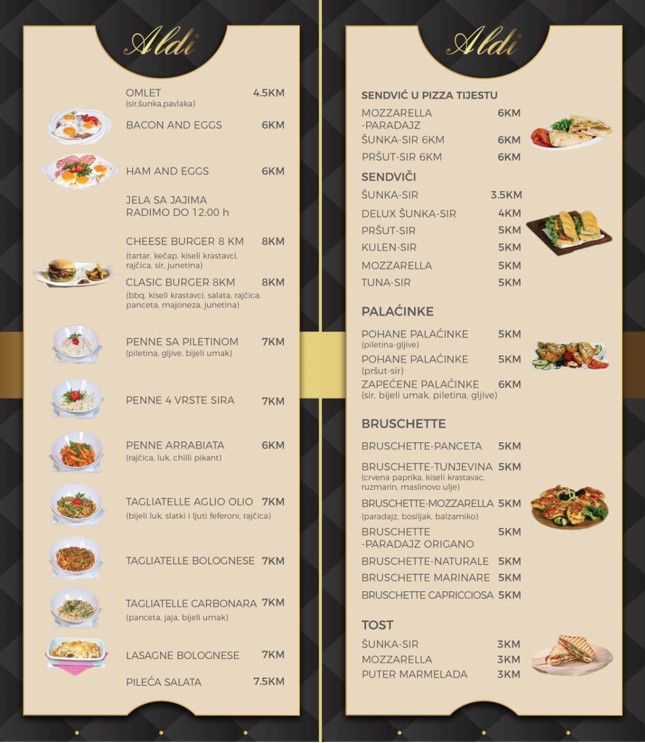 Aldi
OMLET 4.5KM
(sir,šunka,pavlaka)
BACON AND EGGS 6KM
HAM AND EGGS 6KM
JELA SA JAJIMA
RADIMO DO 12:00 h
CHEESE BURGER 8 KM 8KM
(tartar, kečap, kiseli krastavci,
rajčica, sir, junetina)
CLASIC BURGER 8KM 8KM
(bbq, kiseli krastavci, salata, rajčica,
panceta, majoneza, junetina)
PENNE SA PILETINOM 7KM
(piletina, gljive, bijeli umak)
PENNE 4 VRSTE SIRA 7KM
PENNE ARRABIATA 6KM
(rajčica, luk, chilli pikant)
TAGLIATELLE AGLIO OLIO 7KM
(bijeli luk, slatki i ljuti feferoni, rajčica)
TAGLIATELLE BOLOGNESE 7KM
TAGLIATELLE CARBONARA 7KM
(panceta, jaja, bijeli umak)
LASAGNE BOLOGNESE 7KM
PILEĆA SALATA 7.5KM
Aldi
SENDVIĆ U PIZZA TIJESTU
MOZZARELLA 6KM
-PARADAJZ
ŠUNKA-SIR 6KM 6KM
PRŠUT-SIR 6KM 6KM
SENDVIČI
ŠUNKA-SIR 3.5KM
DELUX ŠUNKA-SIR 4KM
PRŠUT-SIR 5KM
KULEN-SIR 5KM
MOZZARELLA 5KM
TUNA-SIR 5KM
PALAĆINKE
POHANE PALAĆINKE 5KM
(piletina-gljive)
POHANE PALAĆINKE 5KM
(pršut-sir)
ZAPEČENE PALAĆINKE 6KM
(sir, bijeli umak, piletina, gljive)
BRUSCHETTE
BRUSCHETTE-PANCETA 5KM
BRUSCHETTE-TUNJEVINA 5KM
(crvena paprika, kiseli krastavac,
ruzmarin, maslinovo ulje)
BRUSCHETTE-MOZZARELLA 5KM
(paradajz, bosiljak, balzamiko)
BRUSCHETTE 5KM
-PARADAJZ ORIGANO
BRUSCHETTE-NATURALE 5KM
BRUSCHETTE MARINARE 5KM
BRUSCHETTE CAPRICCIOSA 5KM
TOST
ŠUNKA-SIR 3KM
MOZZARELLA 3KM
PUTER MARMELADA 3KM